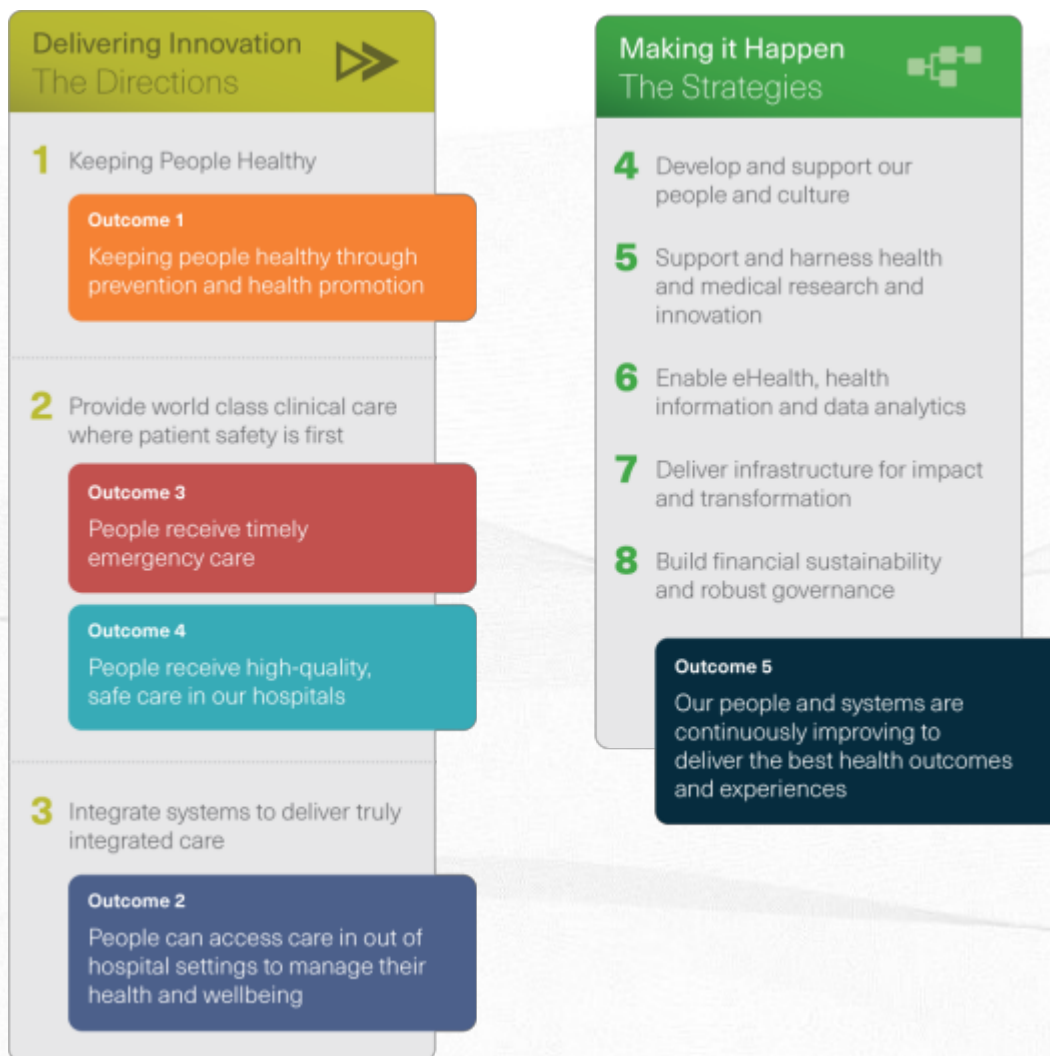 Delivering Innovation
The Directions
1 Keeping People Healthy
Outcome 1
Keeping people healthy through
prevention and health promotion
2 Provide world class clinical care
where patient safety is first
Outcome 3
People receive timely
emergency care
Outcome 4
People receive high-quality,
safe care in our hospitals
3 Integrate systems to deliver truly
integrated care
Outcome 2
People can access care in out of
hospital settings to manage their
health and wellbeing
Making it Happen
The Strategies
4 Develop and support our
people and culture
5 Support and harness health
and medical research and
innovation
6 Enable eHealth, health
information and data analytics
7 Deliver infrastructure for impact
and transformation
8 Build financial sustainability
and robust governance
Outcome 5
Our people and systems are
continuously improving to
deliver the best health outcomes
and experiences